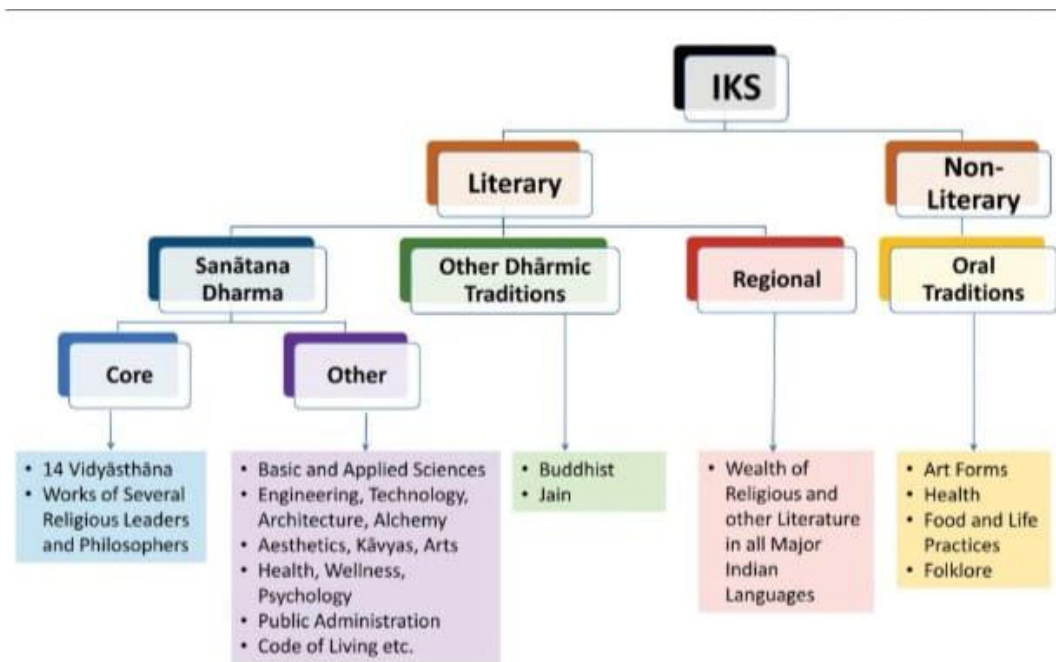 IKS
Literary
Non-
Literary
Sanātana
Dharma
Other Dhārmic
Traditions
Regional
Oral
Traditions
Core
Other
• 14 Vidyāsthāna
• Works of Several
Religious Leaders
and Philosophers
• Basic and Applied Sciences
• Engineering, Technology,
Architecture, Alchemy
• Aesthetics, Kāvyas, Arts
• Health, Wellness,
Psychology
• Public Administration
• Code of Living etc.
• Buddhist
• Jain
• Wealth of
Religious and
other Literature
in all Major
Indian
Languages
• Art Forms
• Health
• Food and Life
Practices
• Folklore